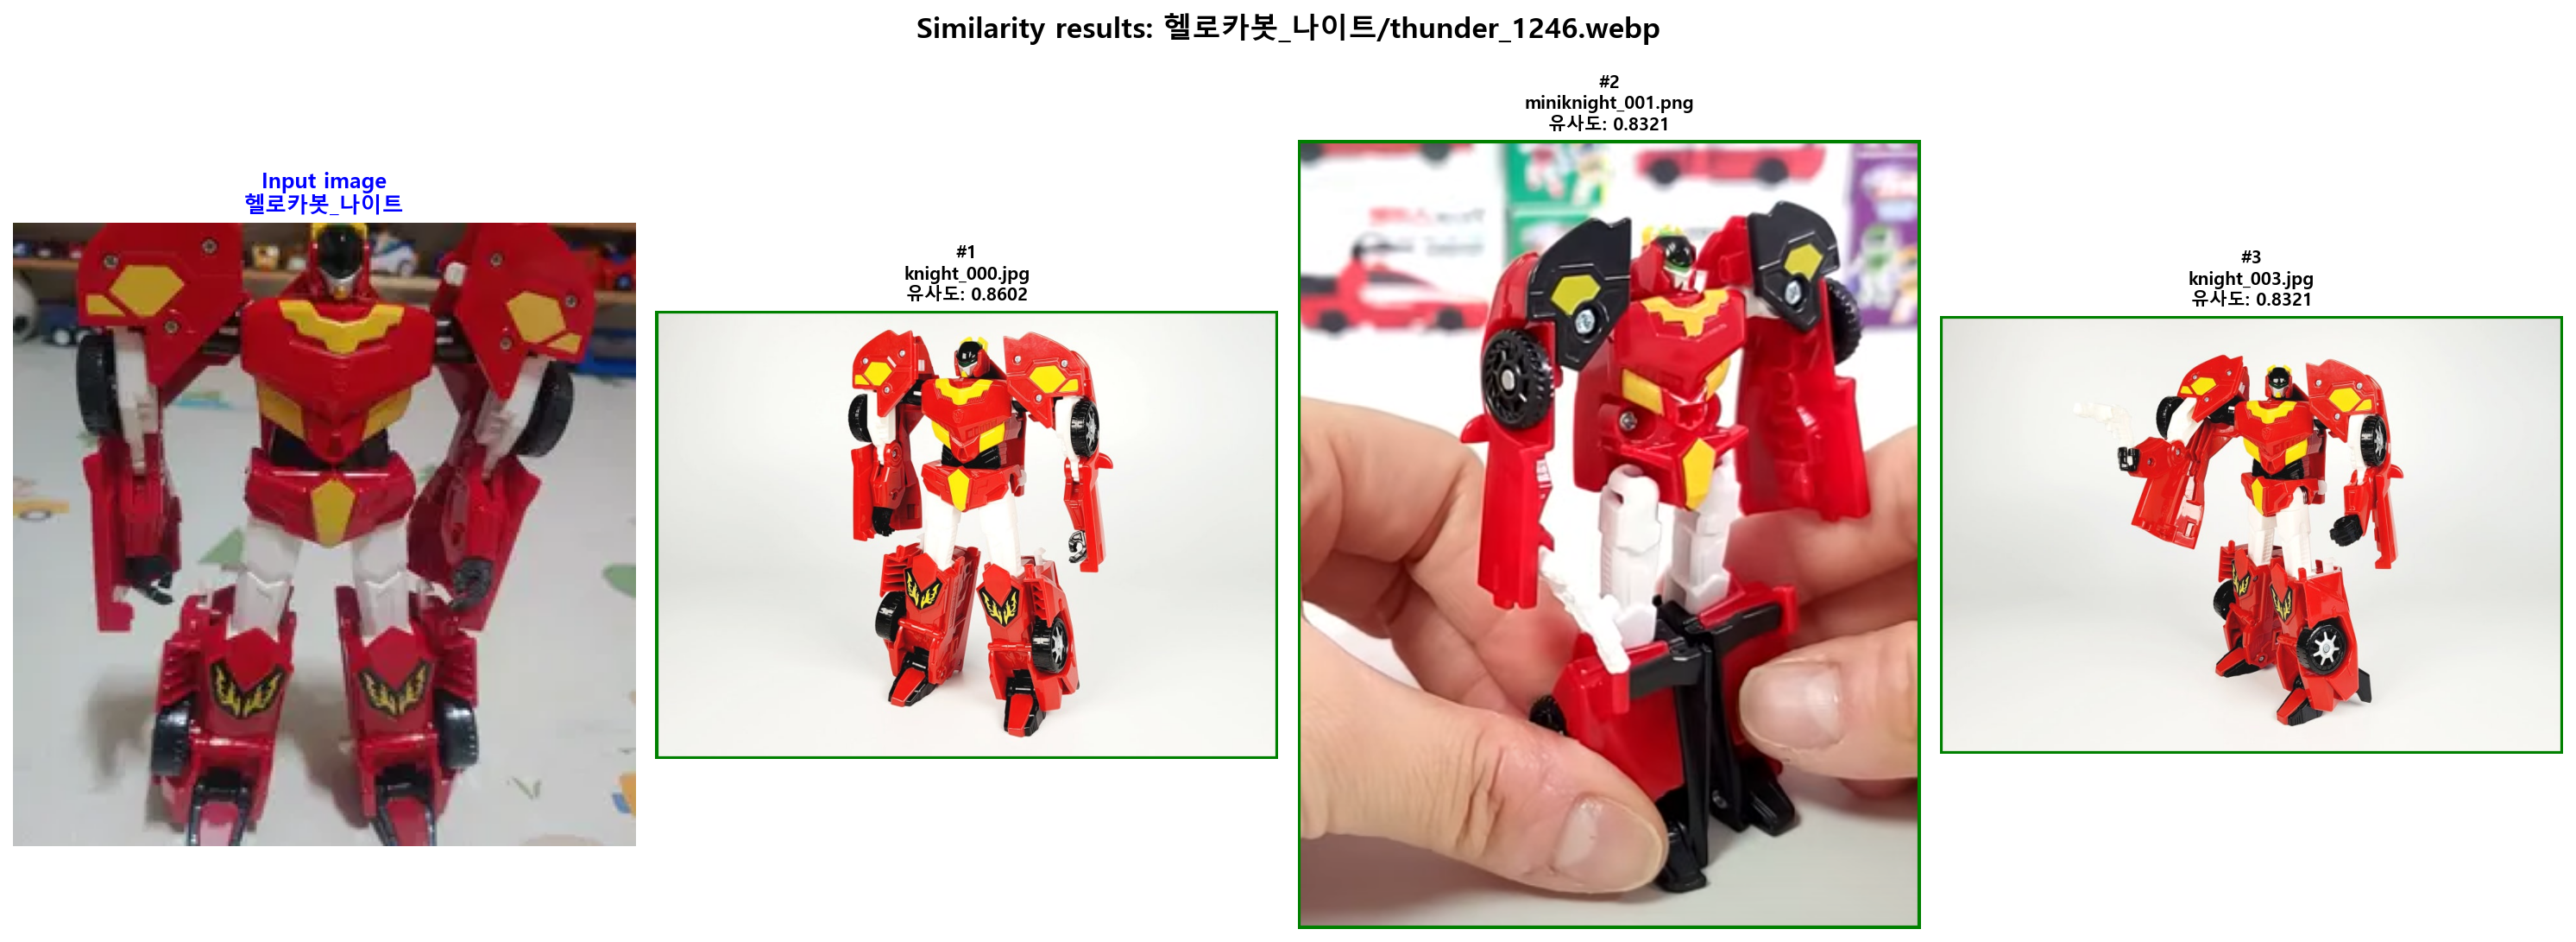 Similarity results: 헬로카봇_나이트/thunder_1246.webp
Input image
헬로카봇_나이트
#1
knight_000.jpg
유사도: 0.8602
#2
miniknight_001.png
유사도: 0.8321
#3
knight_003.jpg
유사도: 0.8321